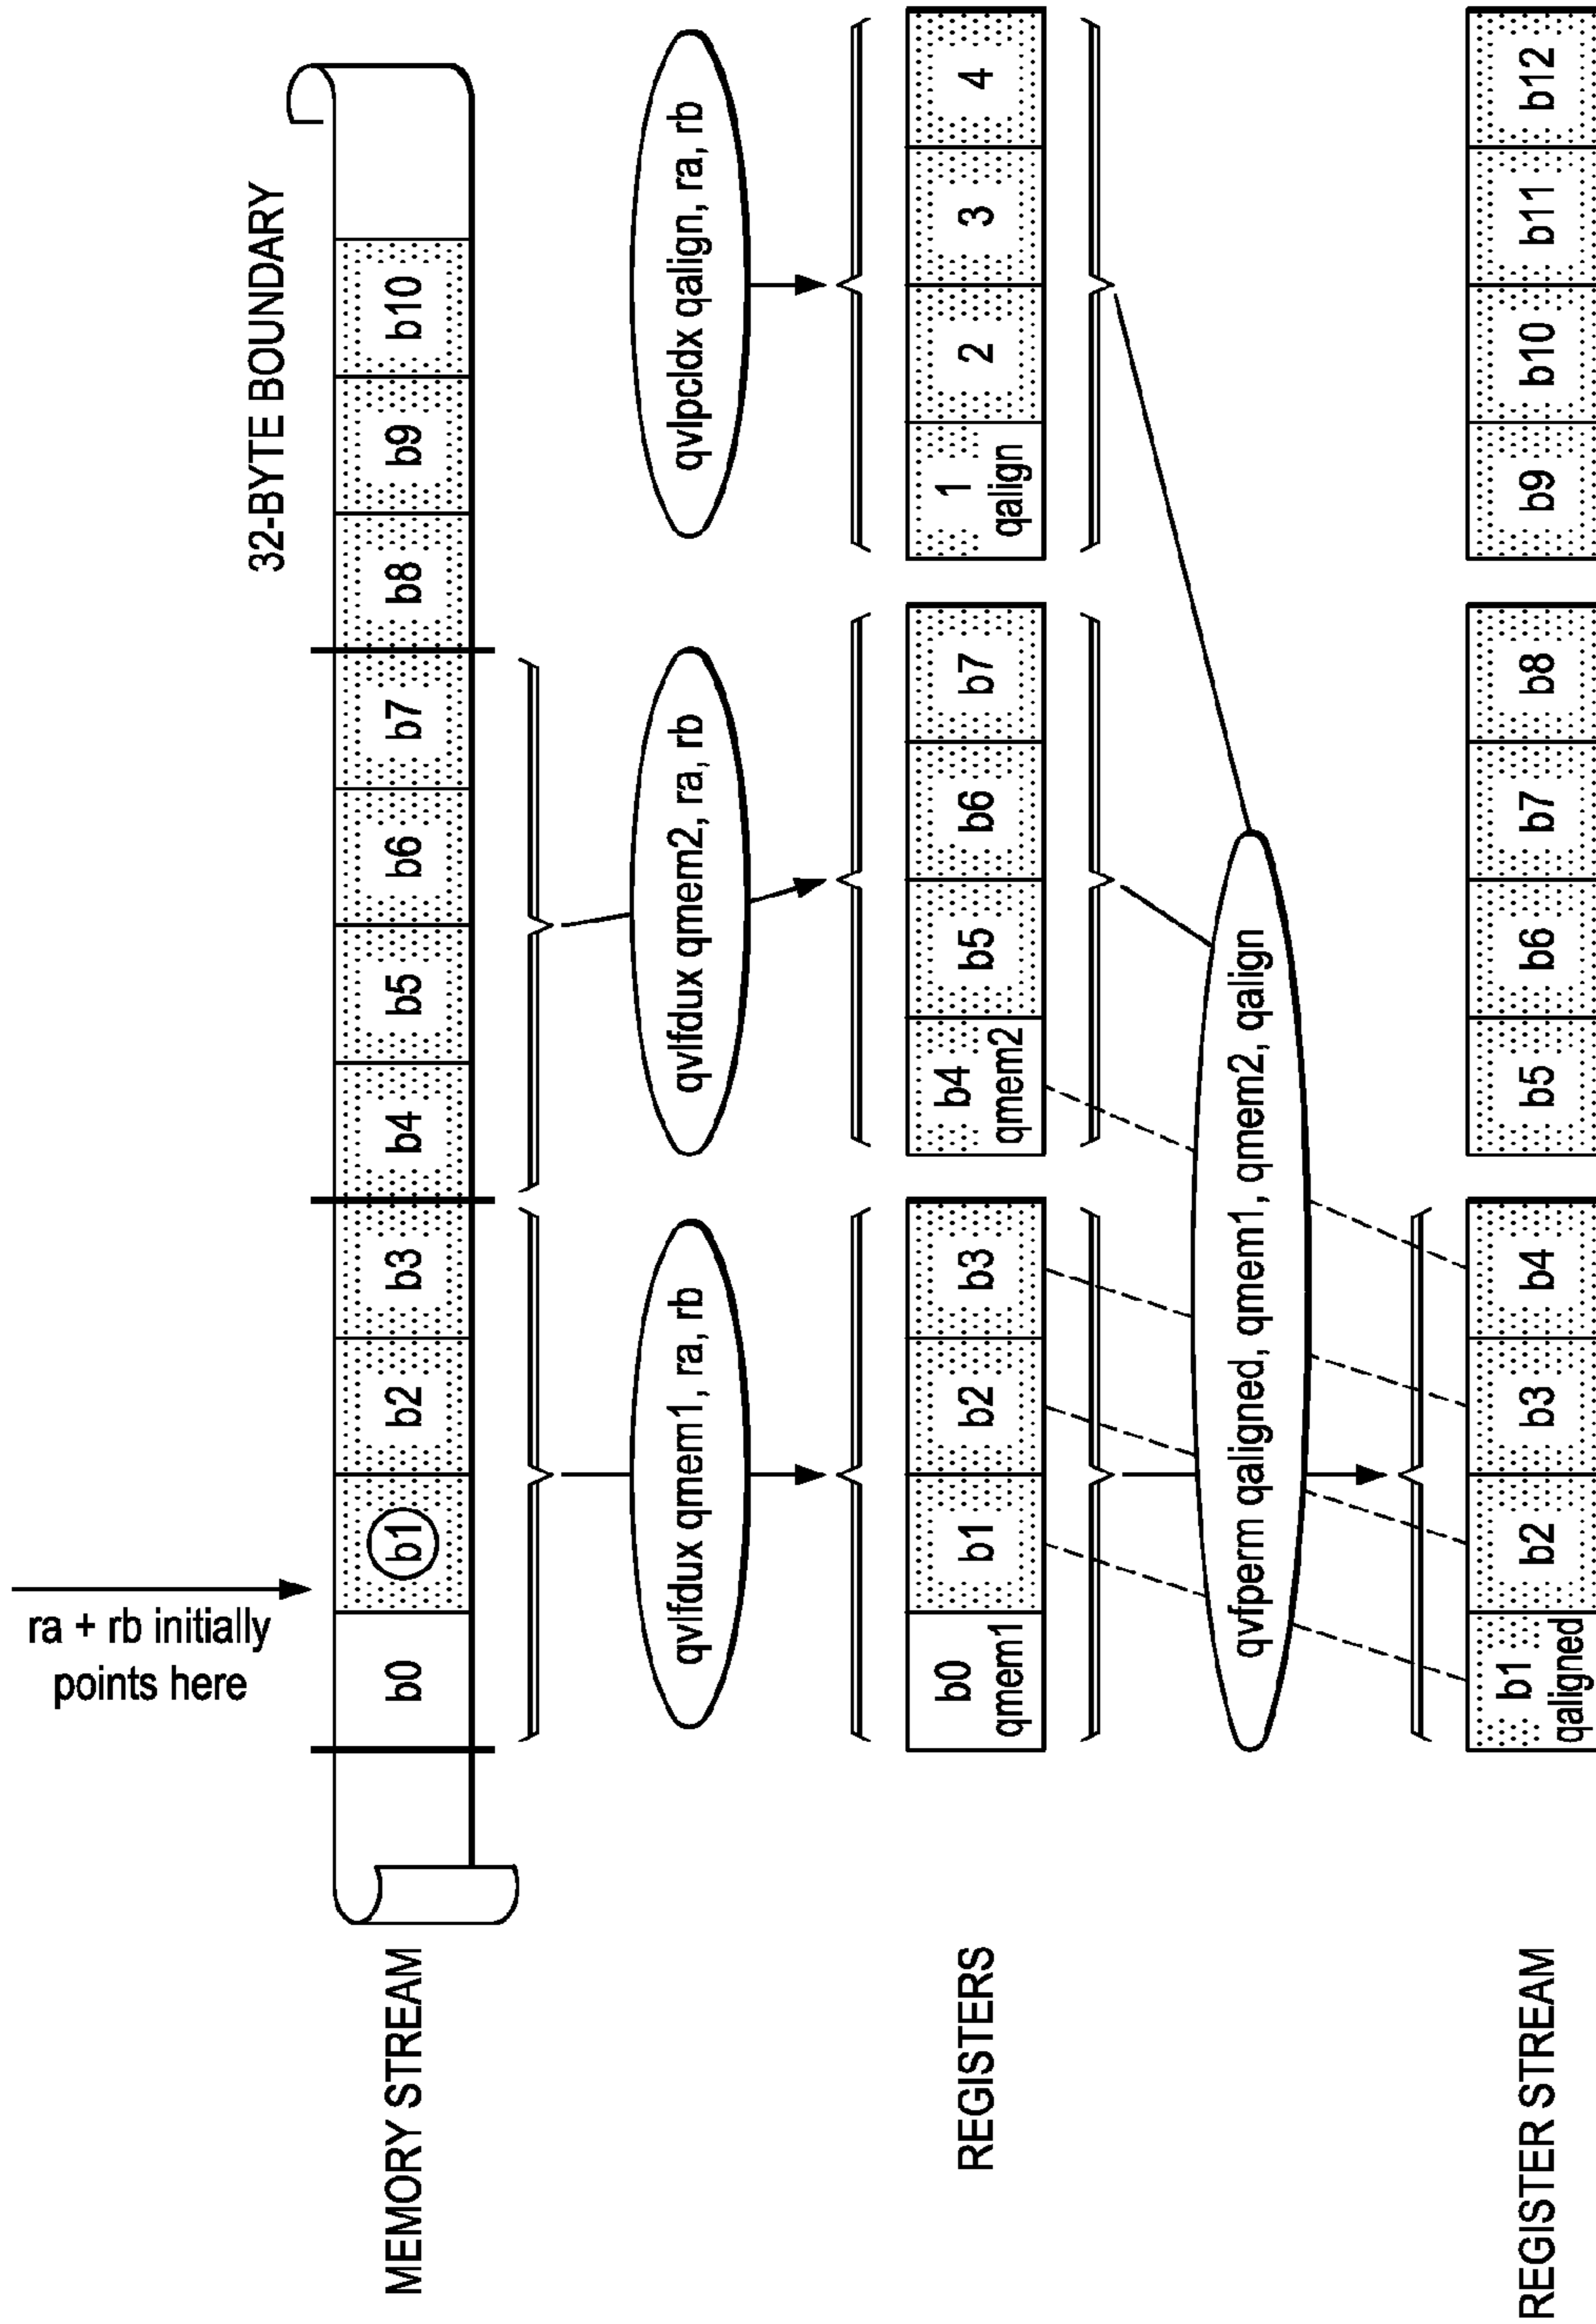 ra + rb initially
points here
32-BYTE BOUNDARY
MEMORY STREAM
b0
b1
b2
b3
b4
b5
b6
b7
b8
b9
b10
qvlfdux qmem1, ra, rb
qvlfdux qmem2, ra, rb
qvlpcldx qalign, ra, rb
REGISTERS
b0
qmem1
b1
b2
b3
b4
qmem2
b5
b6
b7
1
qalign
2
3
4
qvfperm qaligned, qmem1, qmem2, qalign
REGISTER STREAM
b1
qaligned
b2
b3
b4
b5
b6
b7
b8
b9
b10
b11
b12